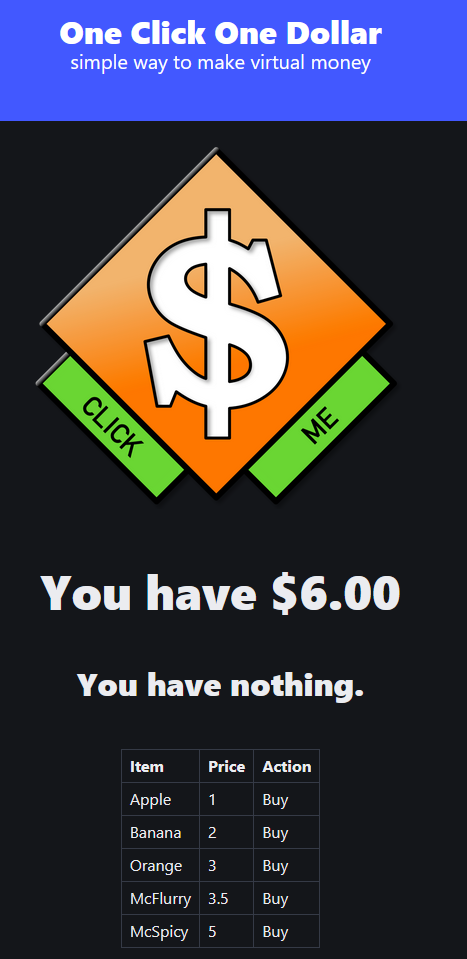 One Click One Dollar
simple way to make virtual money
$
CLICK
ME
You have $6.00
You have nothing.
Item Price Action
Apple 1 Buy
Banana 2 Buy
Orange 3 Buy
McFlurry 3.5 Buy
McSpicy 5 Buy